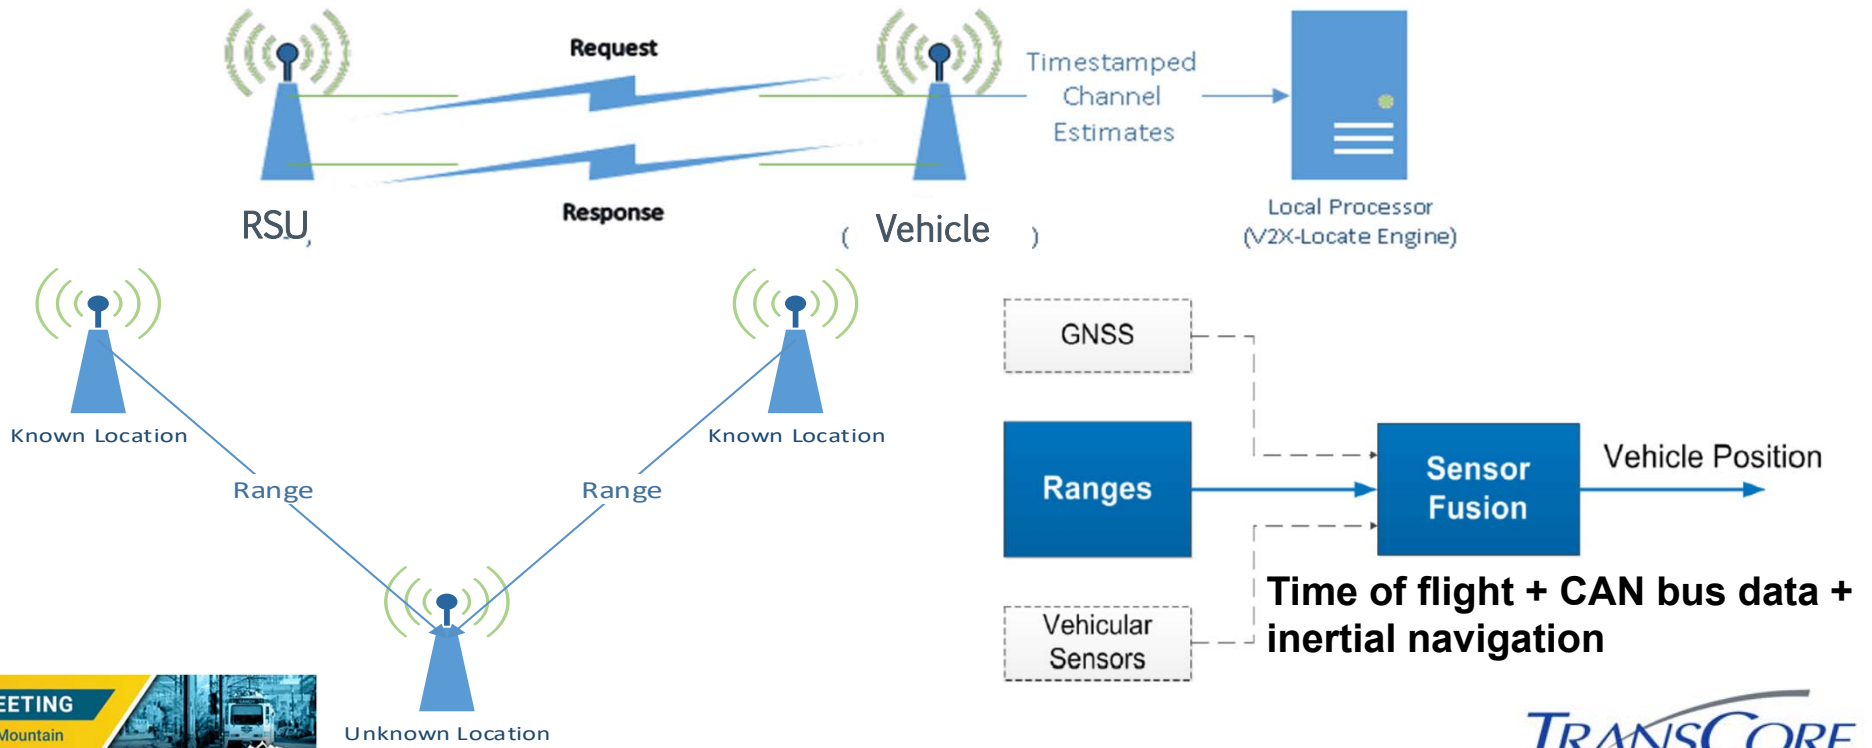 Request
Timestamped
Channel
Estimates
Response
RSU,
( Vehicle )
Local Processor
(V2X-Locate Engine)
Known Location
Known Location
Range
Range
Unknown Location
GNSS
Ranges
Sensor
Fusion
Vehicle Position
Vehicular
Sensors
Time of flight + CAN bus data +
inertial navigation
EETING
Mountain
TRANSCORE